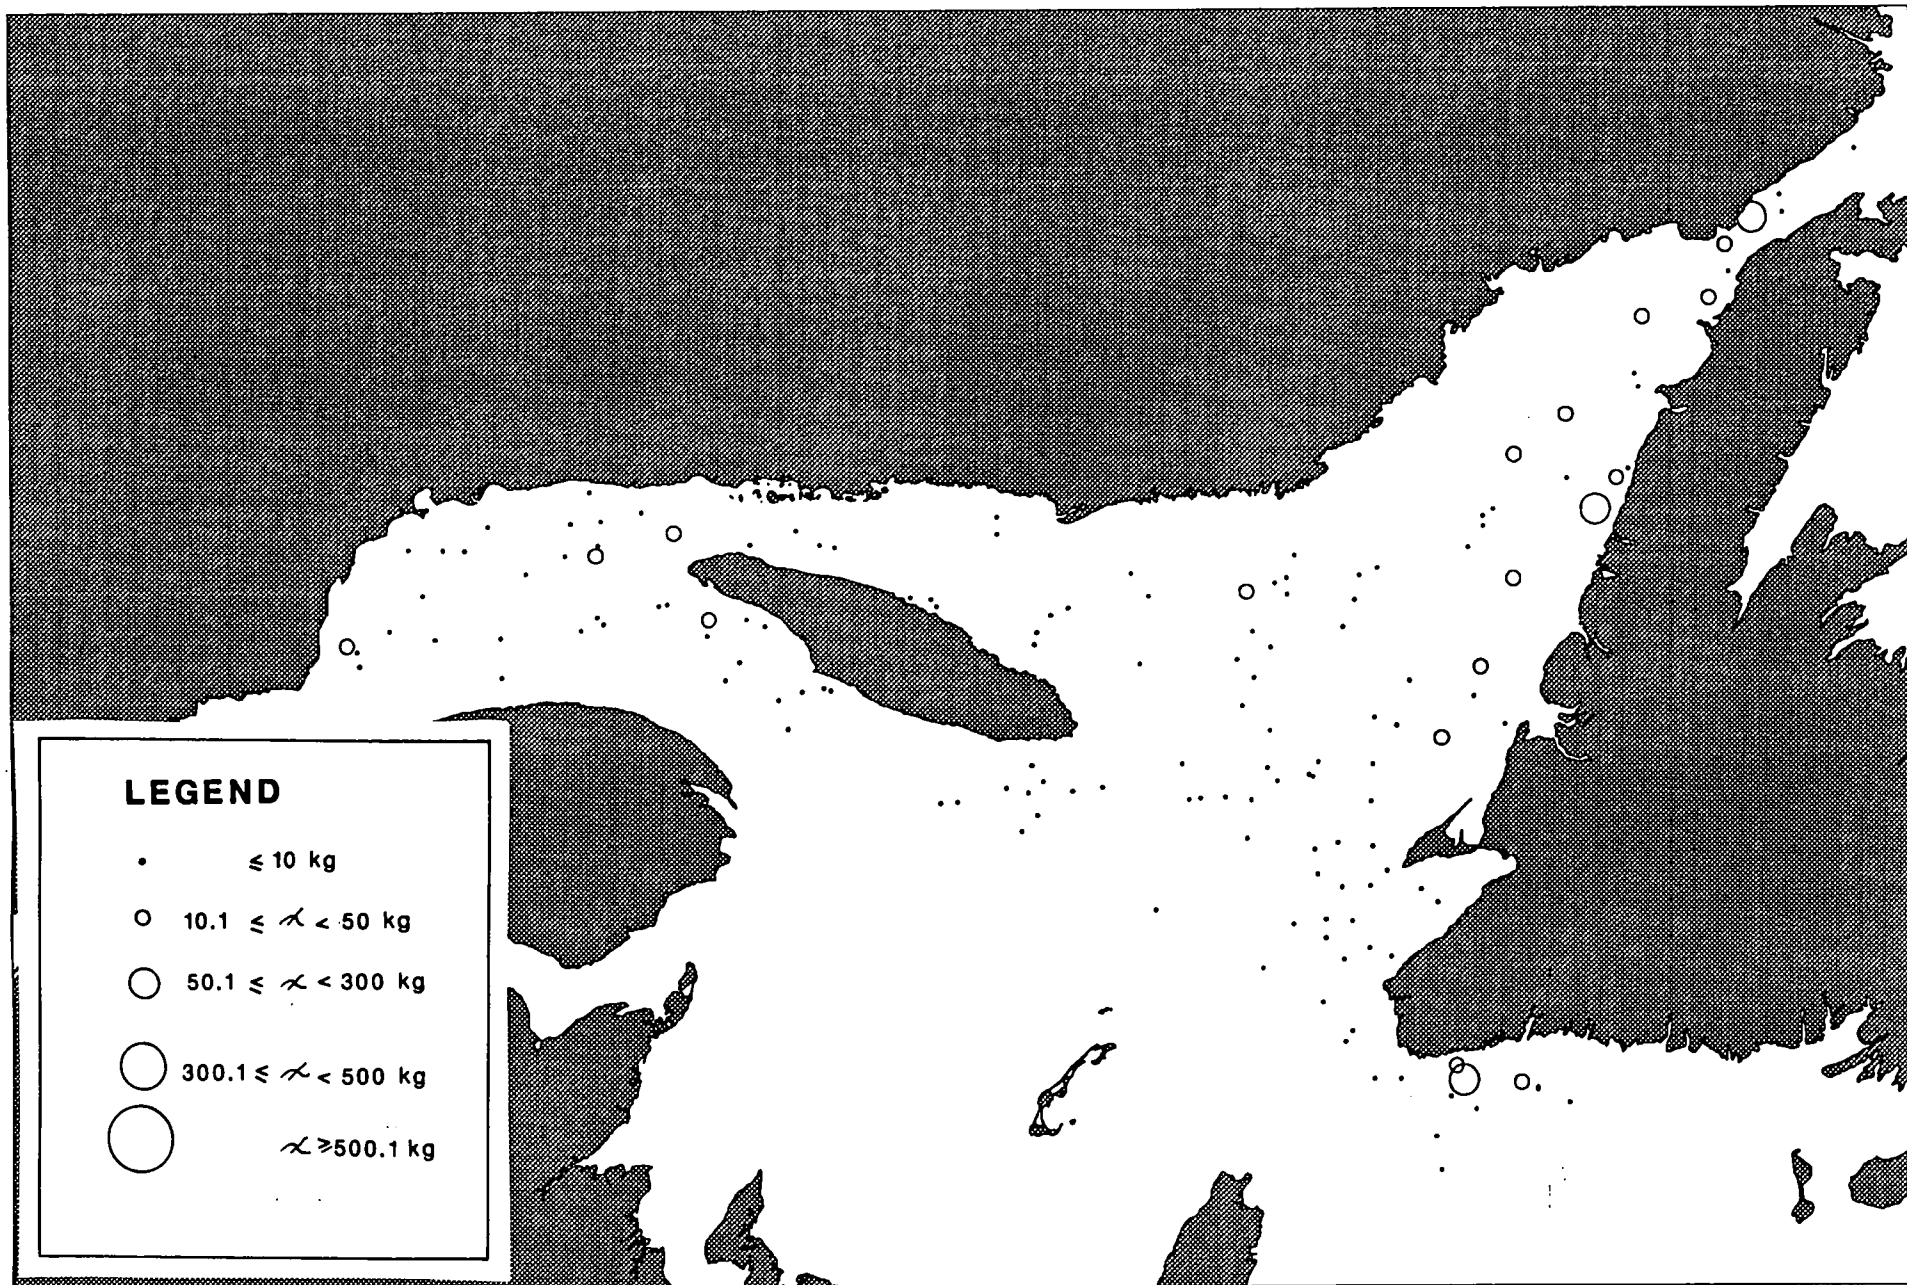 LEGEND
≤ 10 kg
10.1 ≤ x < 50 kg
50.1 ≤ x < 300 kg
300.1 ≤ x < 500 kg
x ≥ 500.1 kg